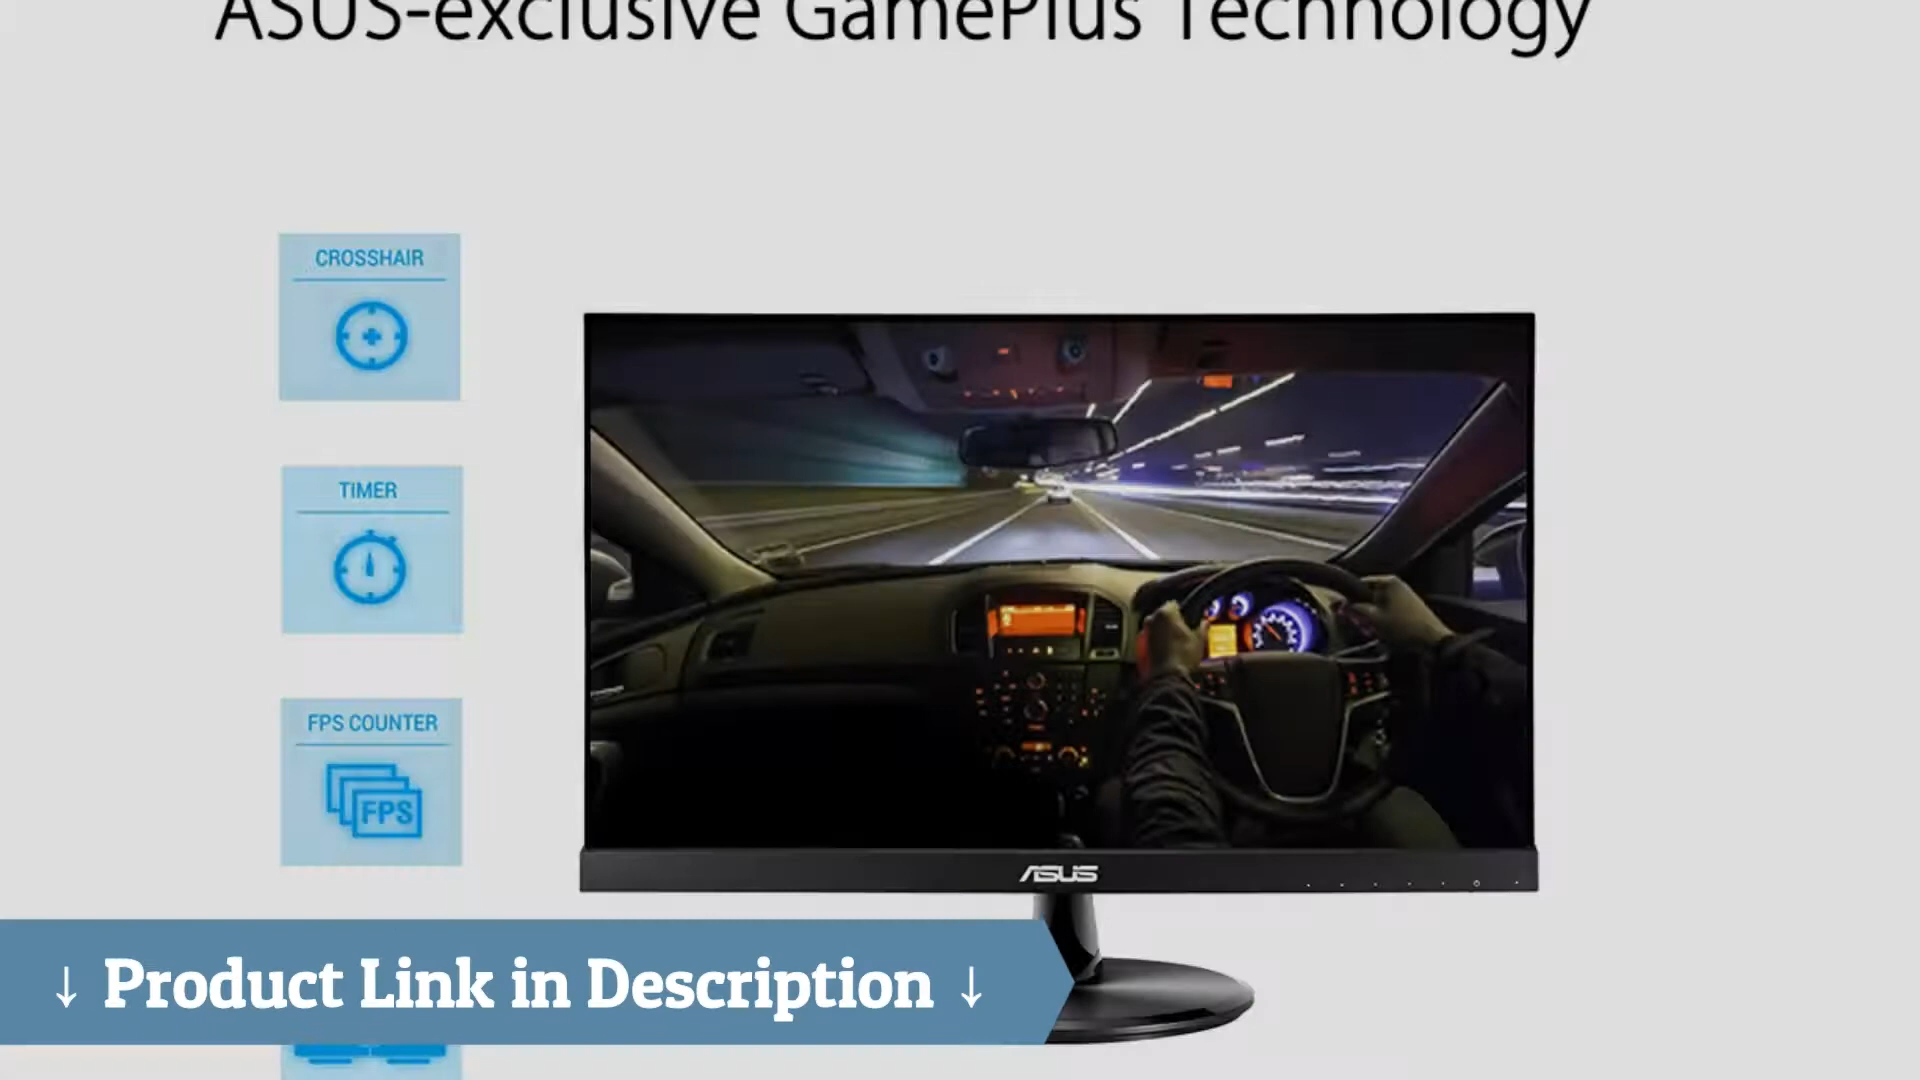 ASUS-exclusive GamePlus Technology
CROSSHAIR
TIMER
FPS COUNTER
FPS
ASUS
↓ Product Link in Description ↓